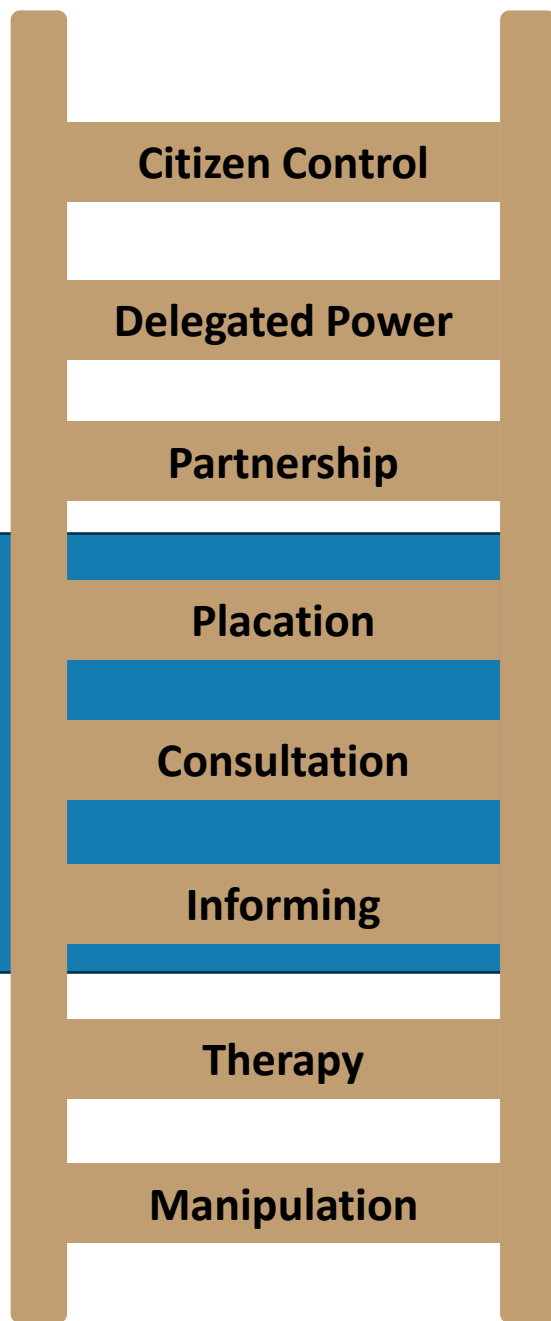 Citizen Control
Delegated Power
Partnership
Placation
Consultation
Informing
Therapy
Manipulation